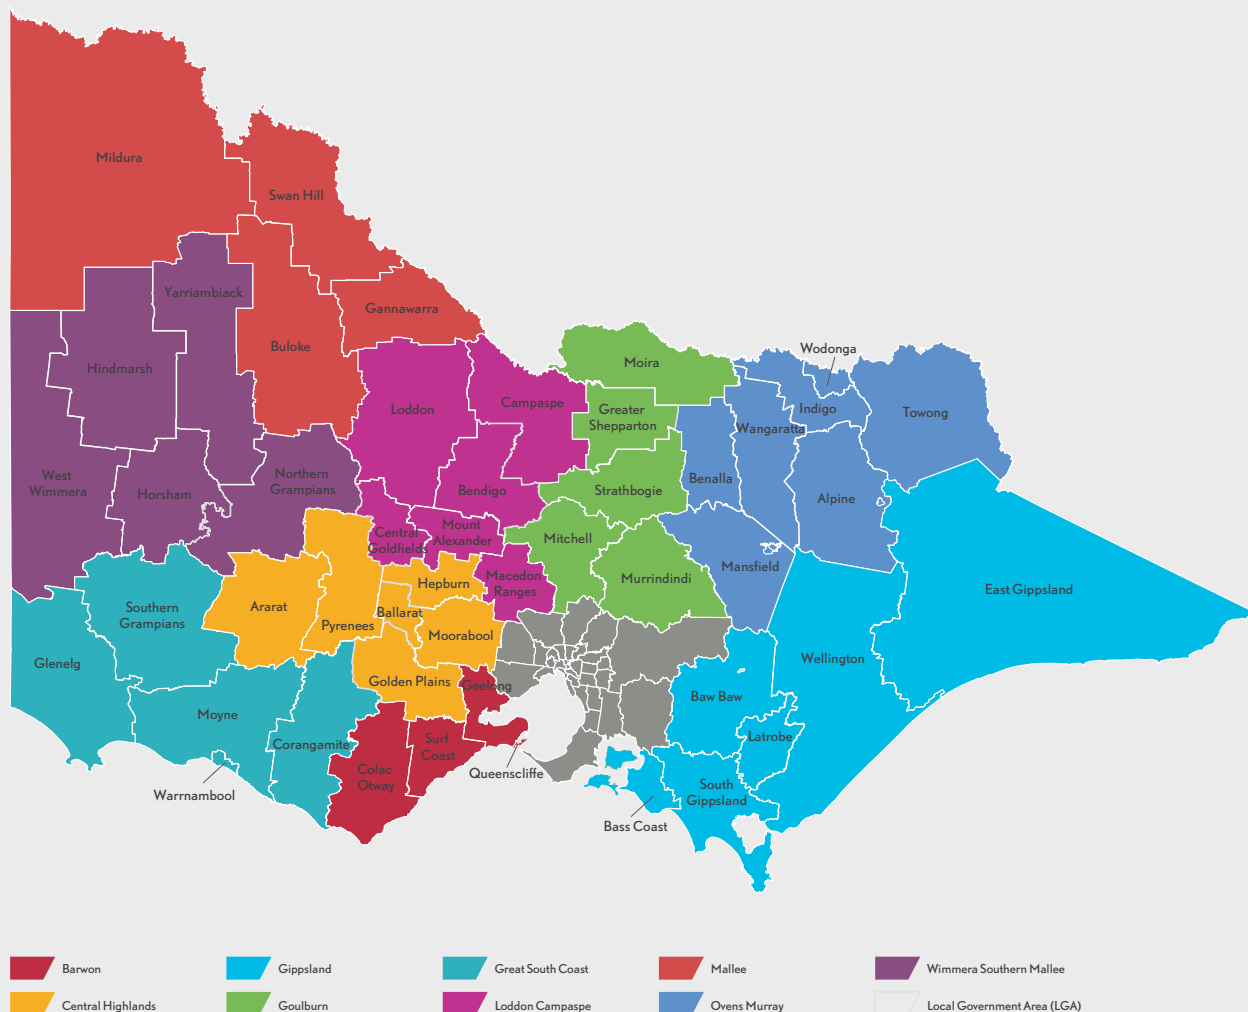 Mildura
Swan Hill
Yarriambiack
Gannawarra
Buloke
Hindmarsh
Wodonga
Moira
Loddon
Campaspe
Greater
Shepparton
Indigo
Towong
Wangaratta
West
Wimmera
Horsham
Northern
Grampians
Bendigo
Strathbogie
Benalla
Alpine
Central
Goldfields
Mount
Alexander
Mitchell
Mansfield
Murrindindi
Macedon
Ranges
Hepburn
East Gippsland
Southern
Grampians
Ararat
Pyrenees
Ballarat
Moorabool
Glenelg
Wellington
Golden Plains
Geelong
Baw Baw
Moyne
Corangamite
Surf
Coast
Latrobe
Colac
Otway
Queenscliffe
South
Gippsland
Warrnambool
Bass Coast
Barwon
Gippsland
Great South Coast
Mallee
Wimmera Southern Mallee
Central Highlands
Goulburn
Loddon Campaspe
Ovens Murray
Local Government Area (LGA)